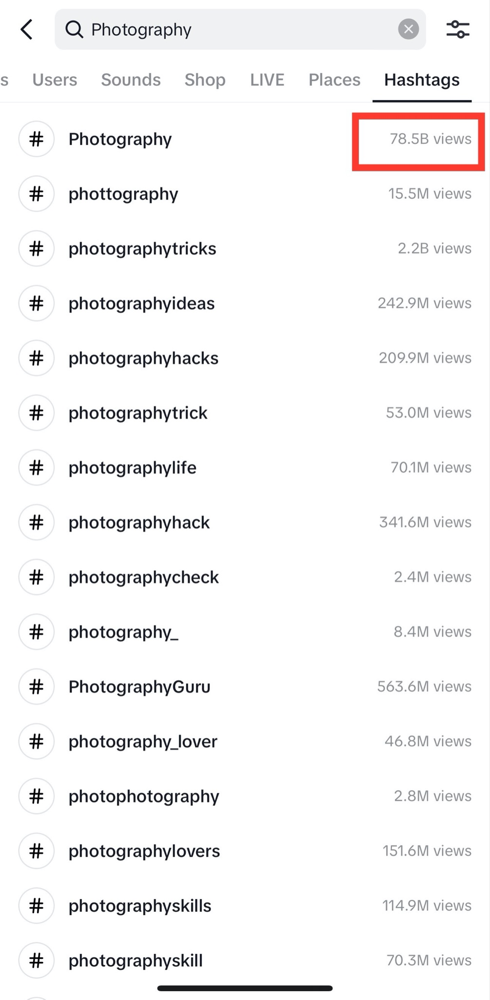 Photography
s Users Sounds Shop LIVE Places Hashtags
# Photography 78.5B views
# phottography 15.5M views
# photographytricks 2.2B views
# photographyideas 242.9M views
# photographyhacks 209.9M views
# photographytrick 53.0M views
# photographylife 70.1M views
# photographyhack 341.6M views
# photographycheck 2.4M views
# photography_ 8.4M views
# PhotographyGuru 563.6M views
# photography_lover 46.8M views
# photophotography 2.8M views
# photographylovers 151.6M views
# photographyskills 114.9M views
# photographyskill 70.3M views